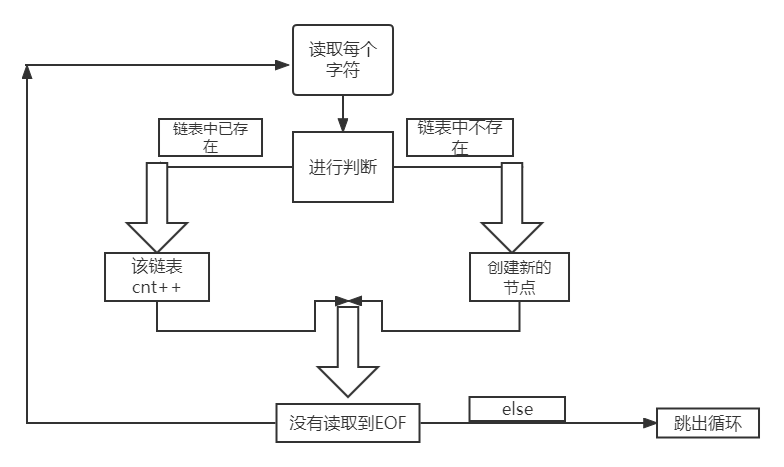 读取每个
字符
链表中已存
在
链表中不存
在
进行判断
该链表
cnt++
创建新的
节点
没有读取到EOF
else
跳出循环